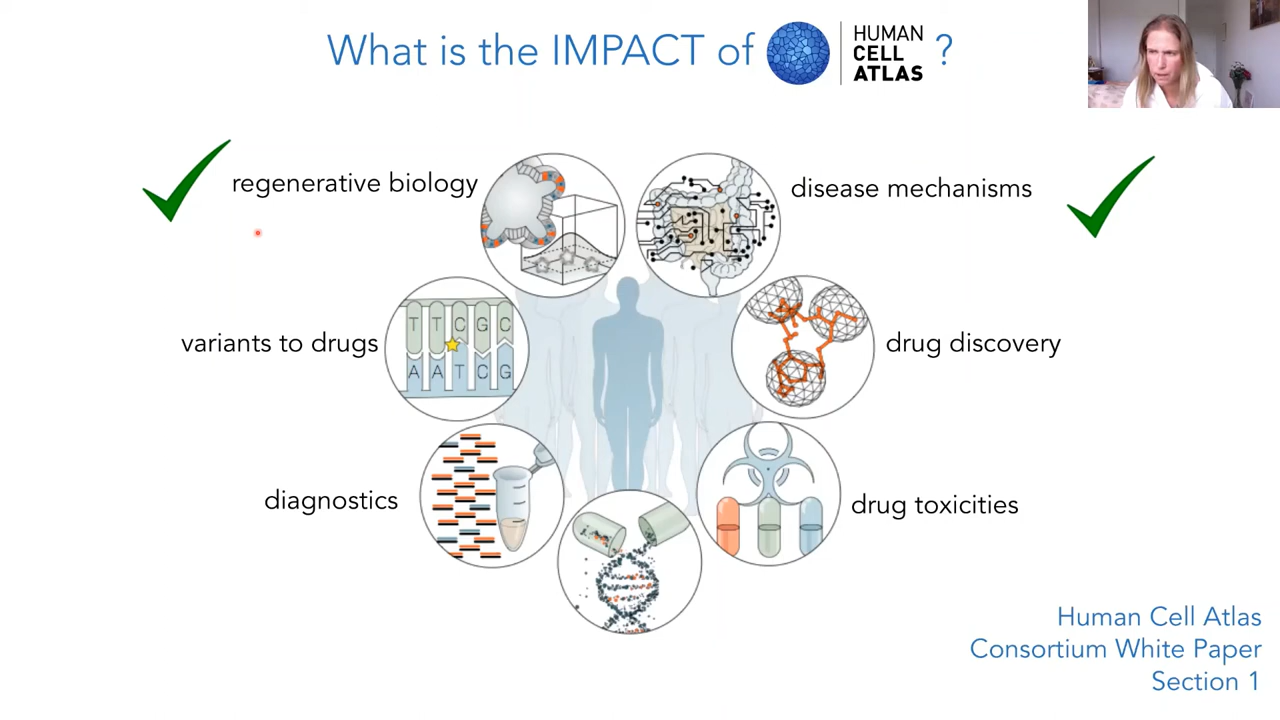 What is the IMPACT of HUMAN CELL ATLAS ?
regenerative biology
disease mechanisms
variants to drugs
T T C G C
A A T C G
drug discovery
diagnostics
drug toxicities
Human Cell Atlas
Consortium White Paper
Section 1